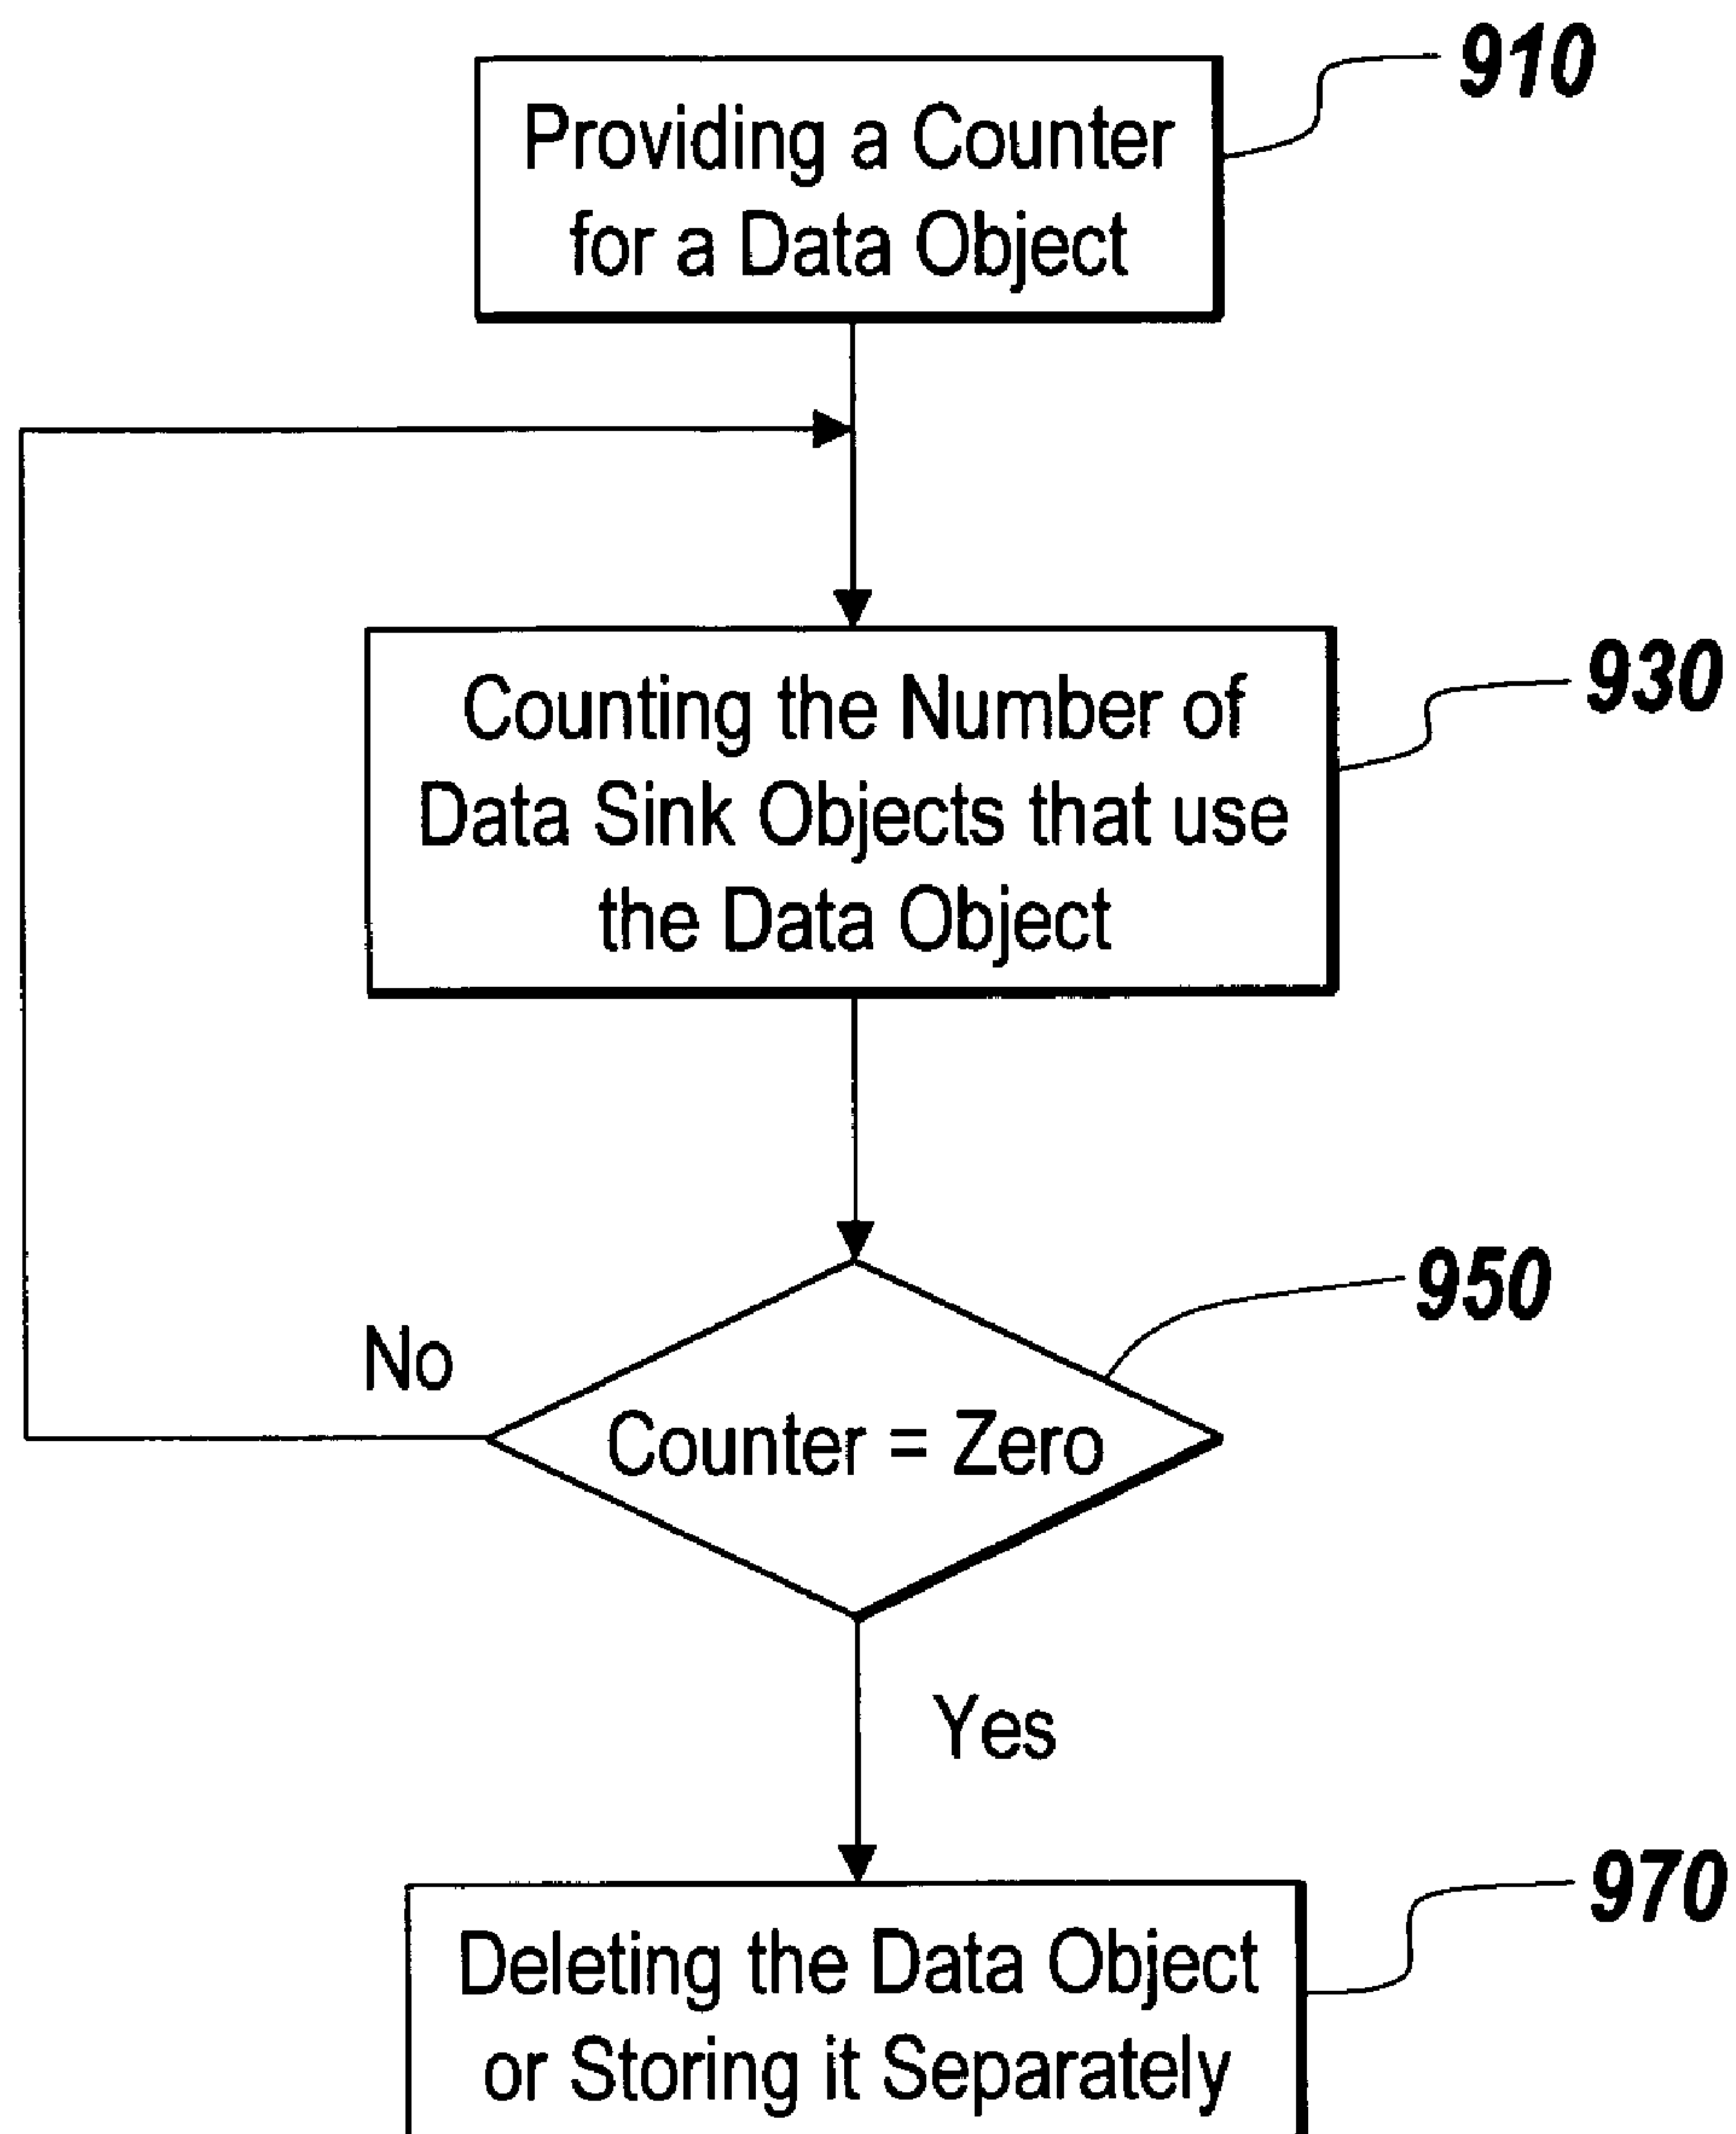 910
Providing a Counter
for a Data Object
930
Counting the Number of
Data Sink Objects that use
the Data Object
950
No
Counter = Zero
Yes
970
Deleting the Data Object
or Storing it Separately